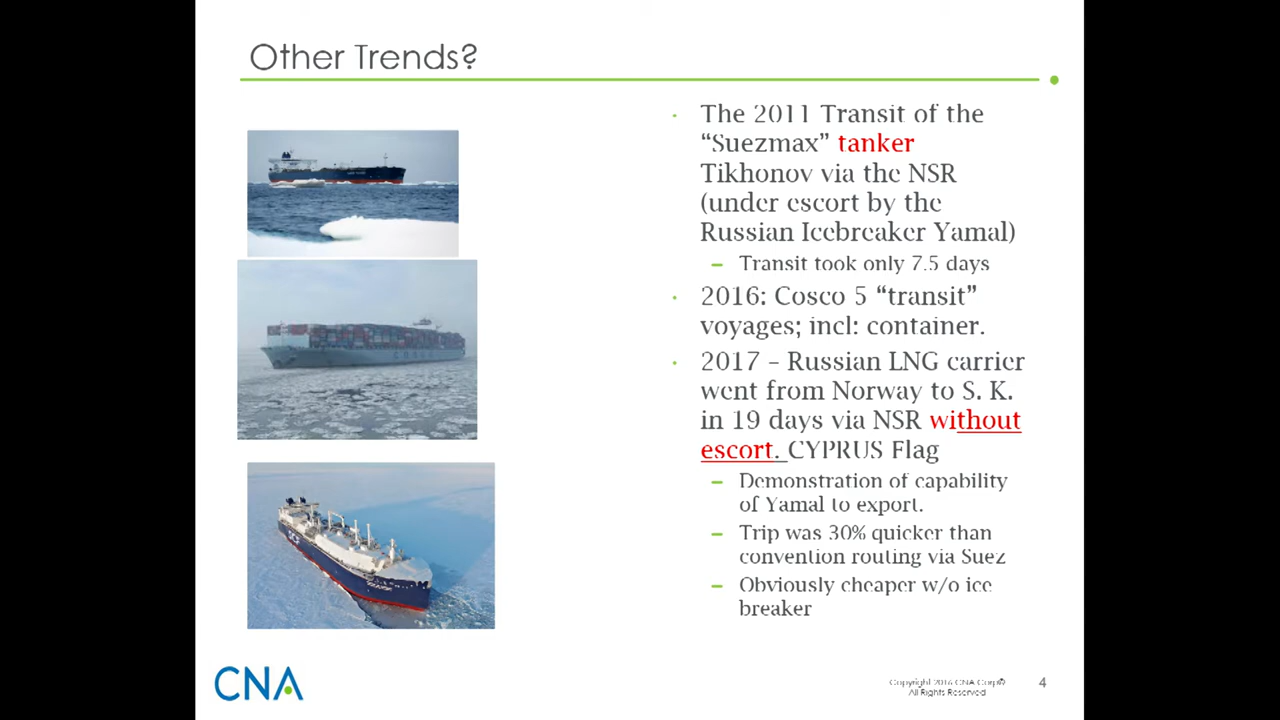 Other Trends?
· The 2011 Transit of the
“Suezmax” tanker
Tikhonov via the NSR
(under escort by the
Russian Icebreaker Yamal)
– Transit took only 7.5 days
· 2016: Cosco 5 “transit”
voyages; incl: container.
· 2017 – Russian LNG carrier
went from Norway to S. K.
in 19 days via NSR without
escort. CYPRUS Flag
– Demonstration of capability
of Yamal to export.
– Trip was 30% quicker than
convention routing via Suez
– Obviously cheaper w/o ice
breaker
CNA
Copyright 2016 CNA Corp®
All Rights Reserved
4